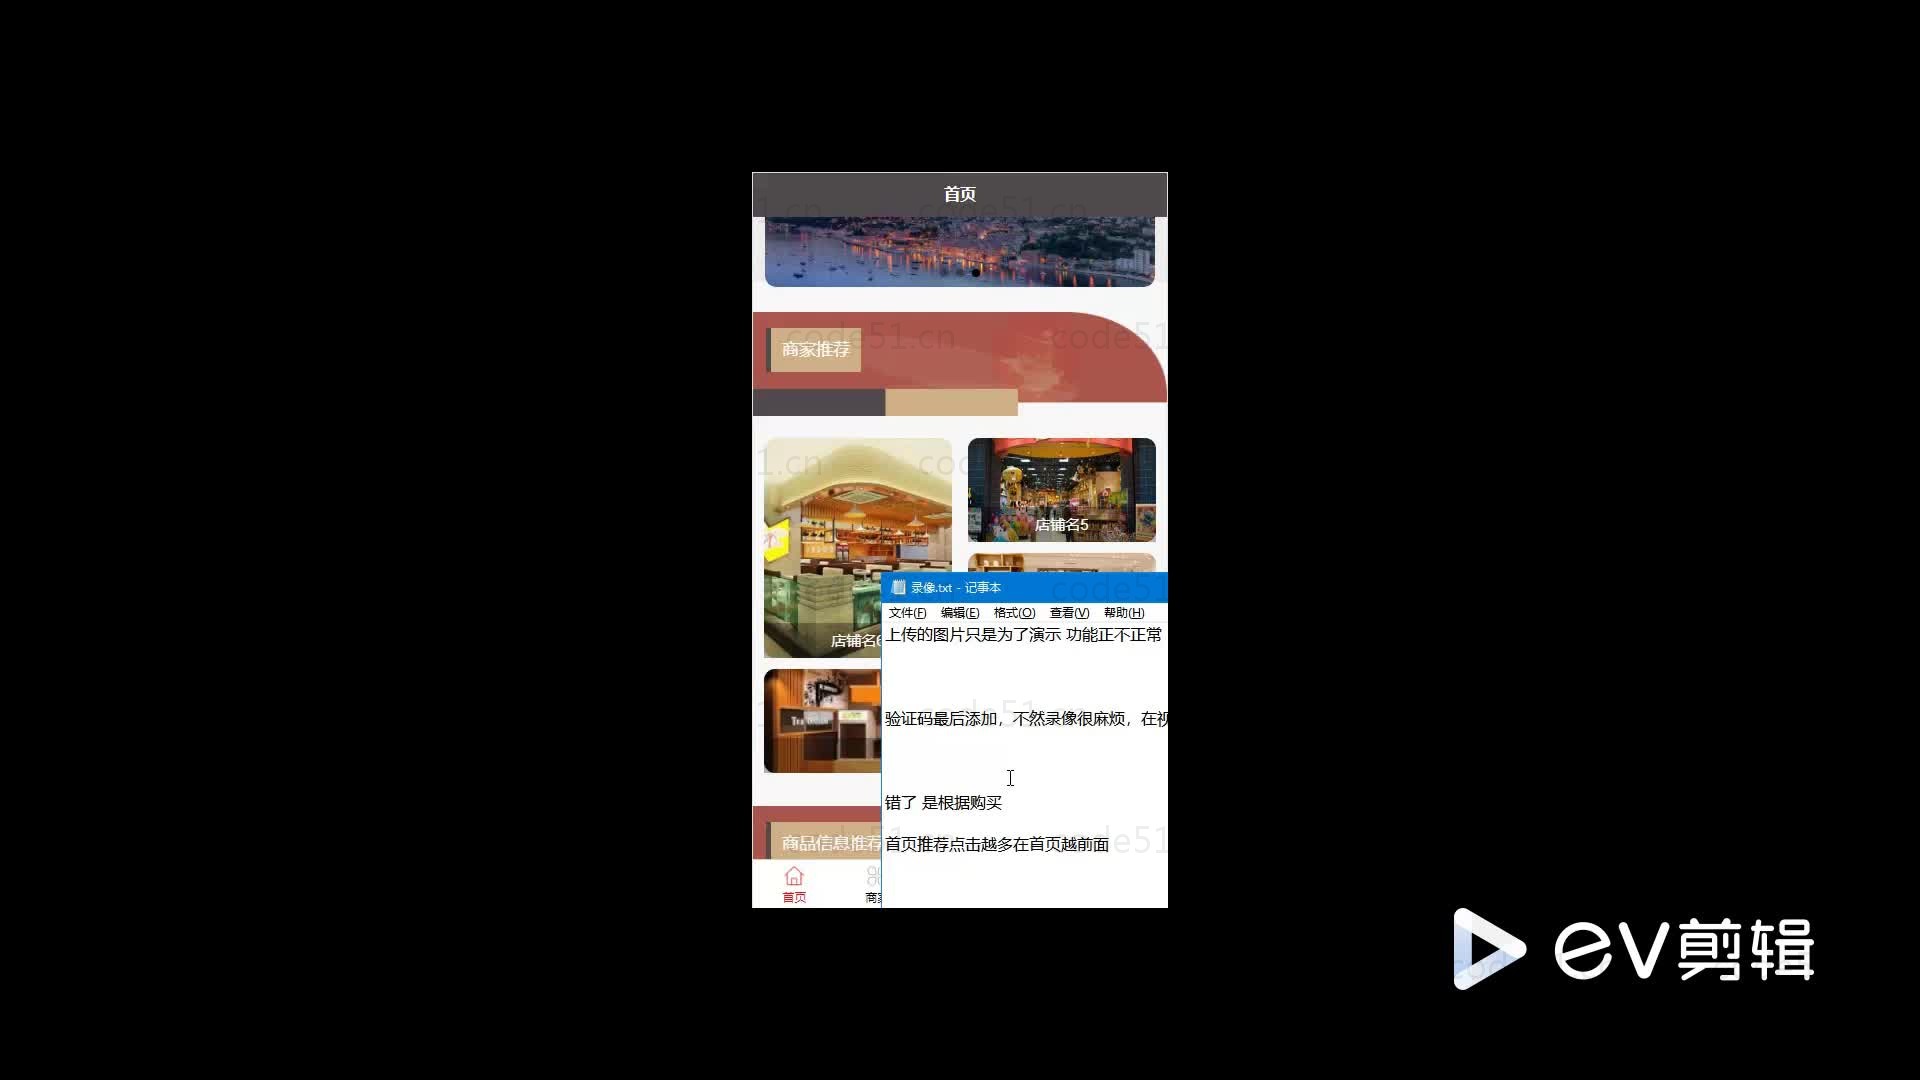 首页
code51.cn
商家推荐
店铺名5
店铺名6
录像.txt - 记事本
文件(F) 编辑(E) 格式(O) 查看(V) 帮助(H)
上传的图片只是为了演示 功能正不正常
验证码最后添加，不然录像很麻烦，在视
错了 是根据购买
首页推荐点击越多在首页越前面
商品信息推荐
首页
商家
ev剪辑